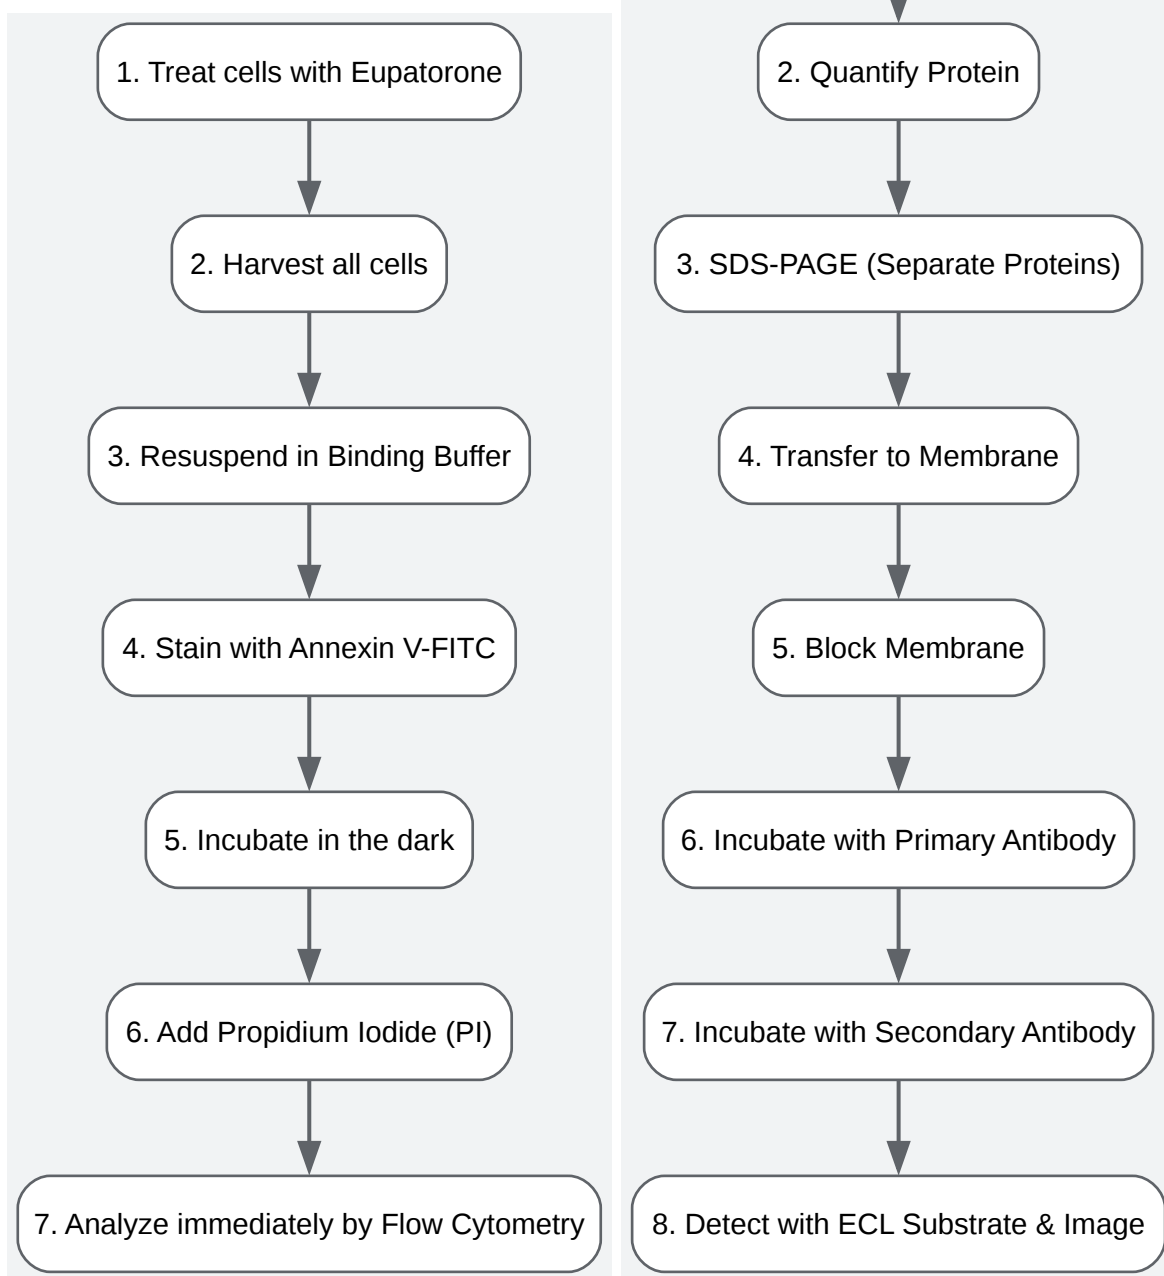 1. Treat cells with Eupatorone
2. Harvest all cells
3. Resuspend in Binding Buffer
4. Stain with Annexin V-FITC
5. Incubate in the dark
6. Add Propidium Iodide (PI)
7. Analyze immediately by Flow Cytometry
2. Quantify Protein
3. SDS-PAGE (Separate Proteins)
4. Transfer to Membrane
5. Block Membrane
6. Incubate with Primary Antibody
7. Incubate with Secondary Antibody
8. Detect with ECL Substrate & Image